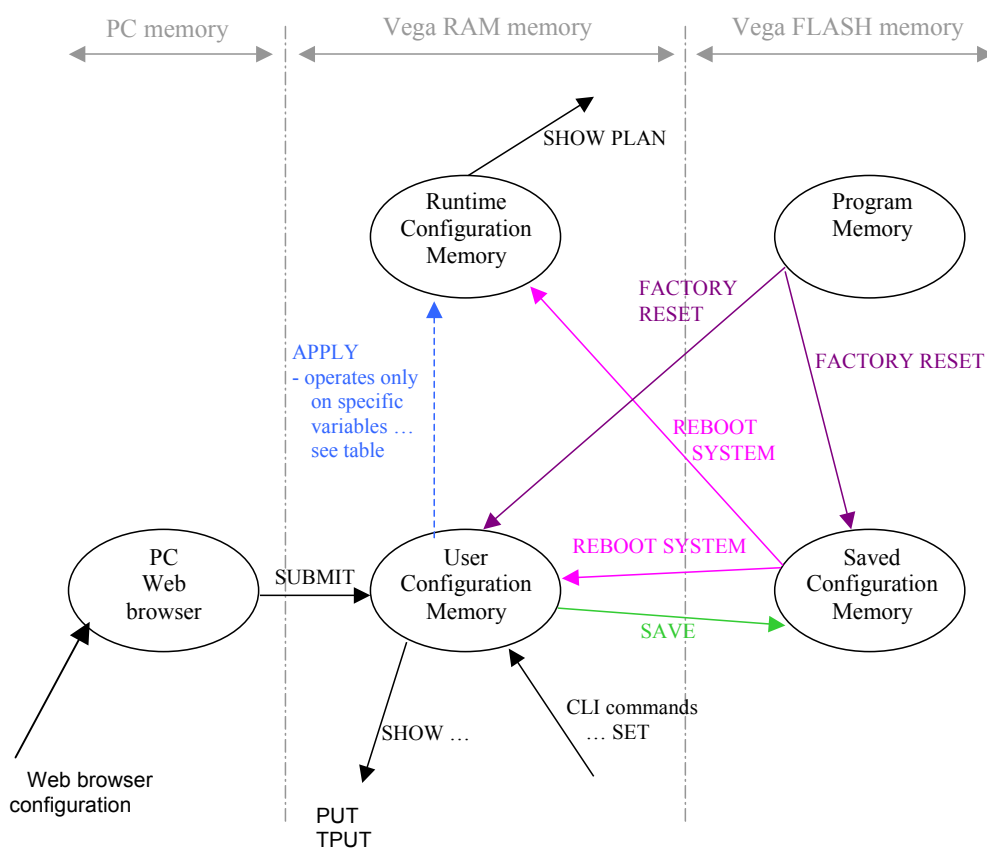 PC memory
Vega RAM memory
Vega FLASH memory
SHOW PLAN
Runtime
Configuration
Memory
Program
Memory
FACTORY
RESET
FACTORY RESET
APPLY
- operates only
on specific
variables …
see table
REBOOT
SYSTEM
PC
Web
browser
SUBMIT
User
Configuration
Memory
REBOOT SYSTEM
SAVE
Saved
Configuration
Memory
SHOW …
CLI commands
… SET
Web browser
configuration
PUT
TPUT